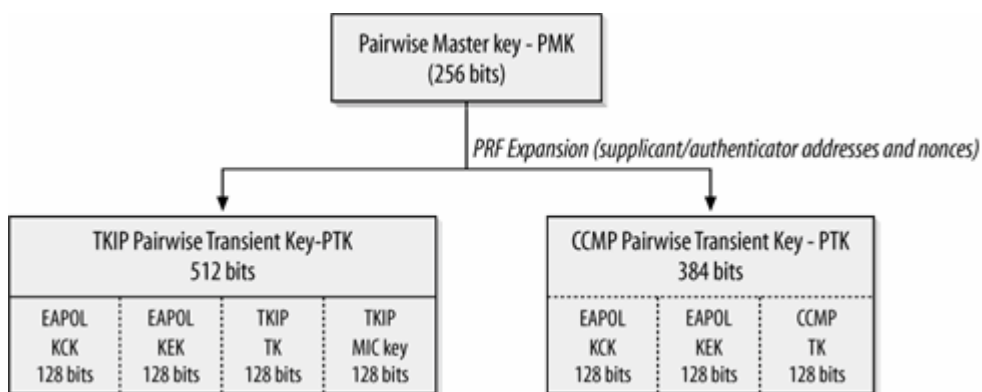 Pairwise Master key - PMK
(256 bits)
PRF Expansion (supplicant/authenticator addresses and nonces)
TKIP Pairwise Transient Key-PTK
512 bits
EAPOL
KCK
128 bits
EAPOL
KEK
128 bits
TKIP
TK
128 bits
TKIP
MIC key
128 bits
CCMP Pairwise Transient Key - PTK
384 bits
EAPOL
KCK
128 bits
EAPOL
KEK
128 bits
CCMP
TK
128 bits